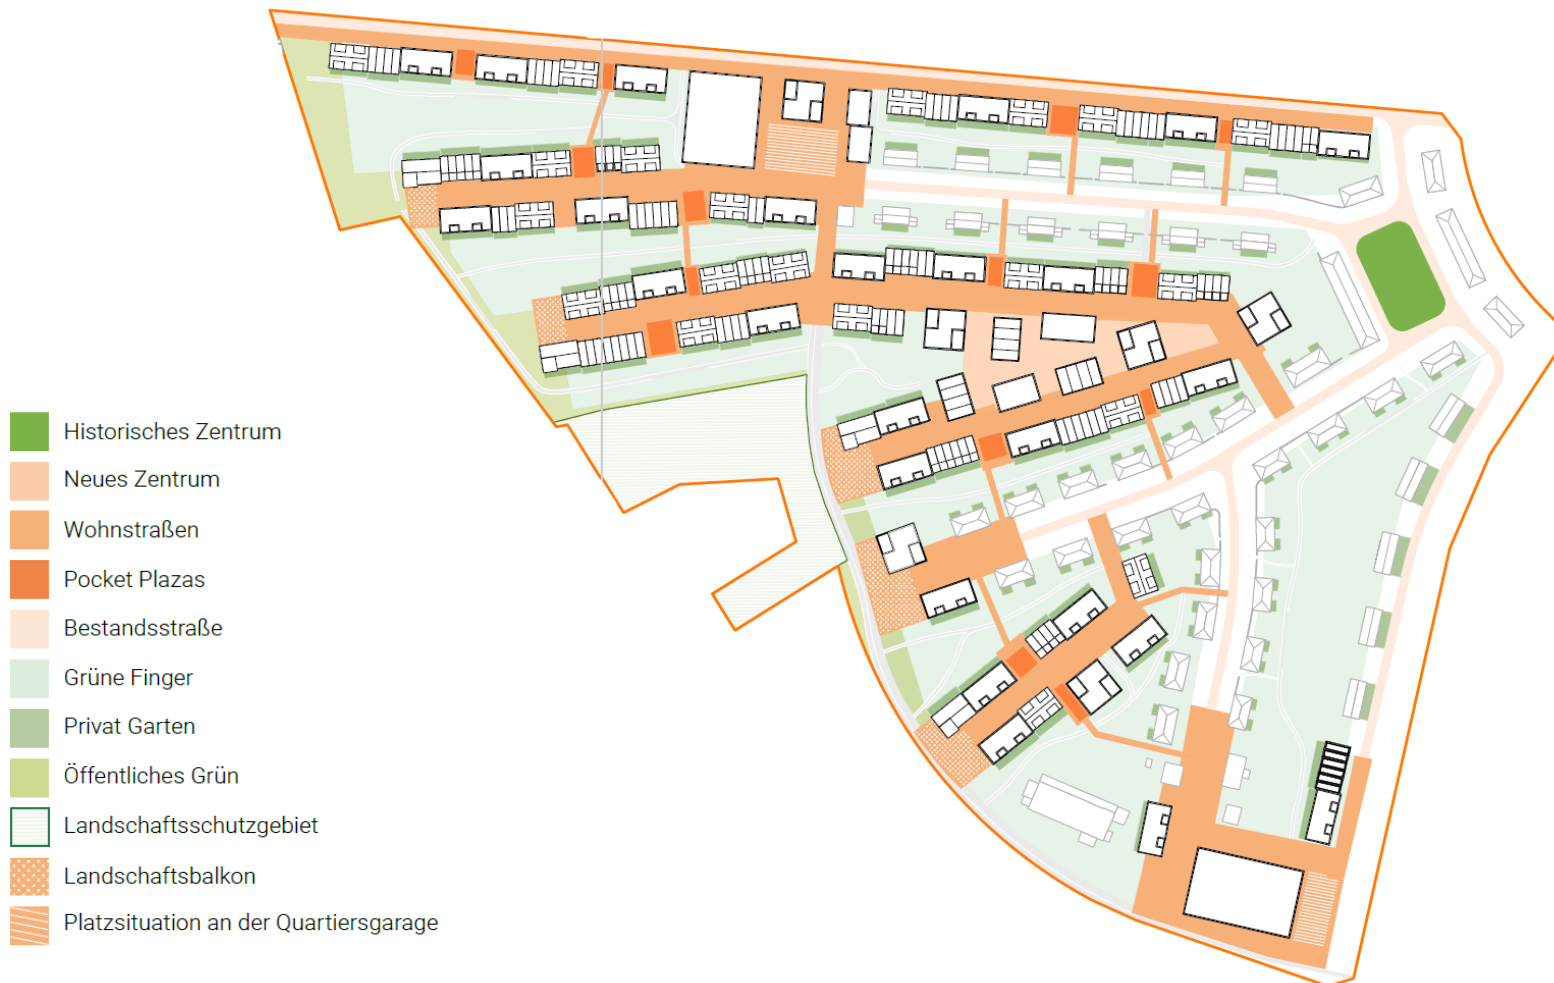 Historisches Zentrum
Neues Zentrum
Wohnstraßen
Pocket Plazas
Bestandsstraße
Grüne Finger
Privat Garten
Öffentliches Grün
Landschaftsschutzgebiet
Landschaftsbalkon
Platzsituation an der Quartiersgarage